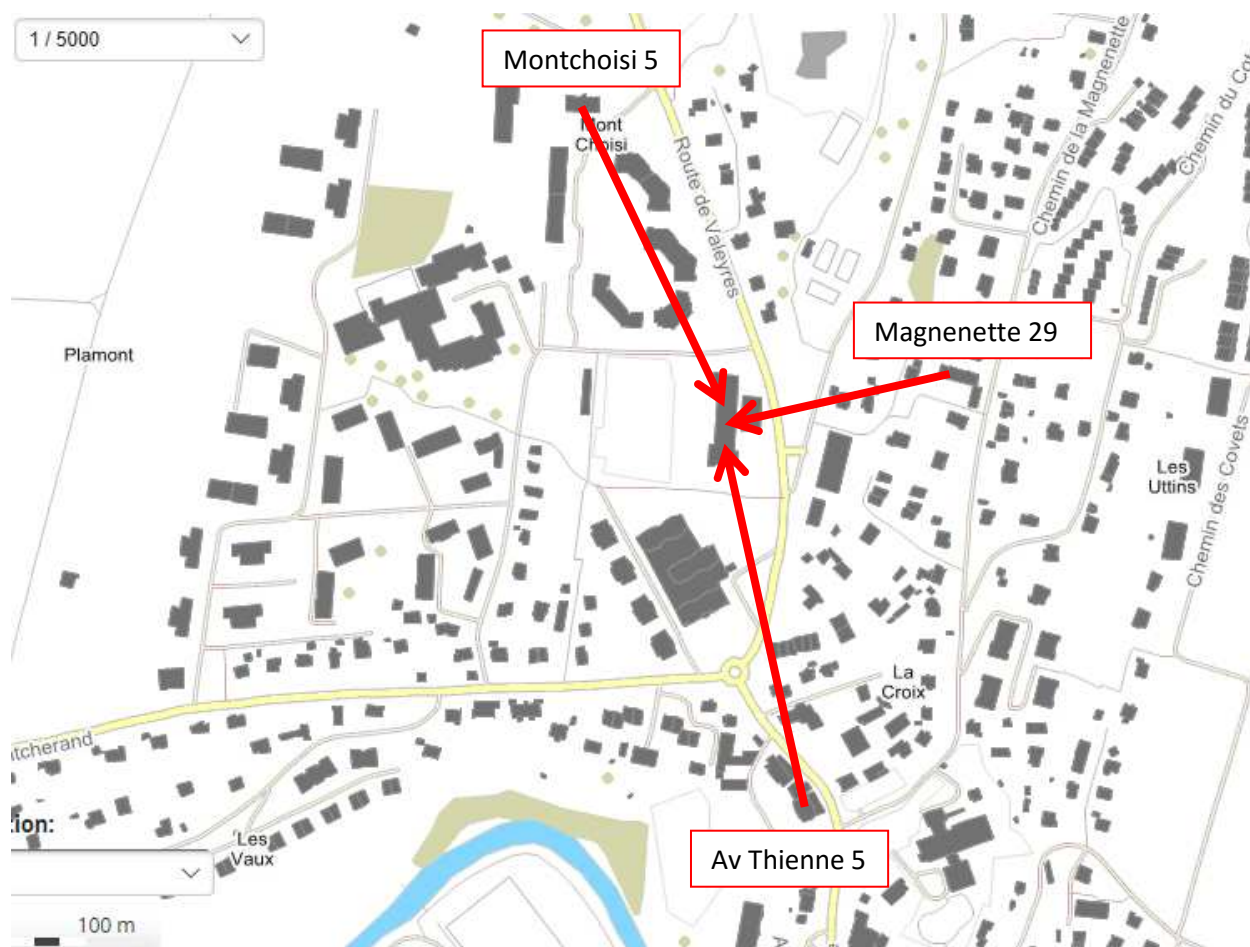 1 / 5000
Montchoisi 5
Mont
Choisi
Route de Valeyres
Chemin de la Magnenette
Chemin du
Magnenette 29
Plamont
Les
Uttins
Chemin des Covets
La
Croix
tcherand
tion:
Les
Vaux
Av Thienne 5
100 m
A